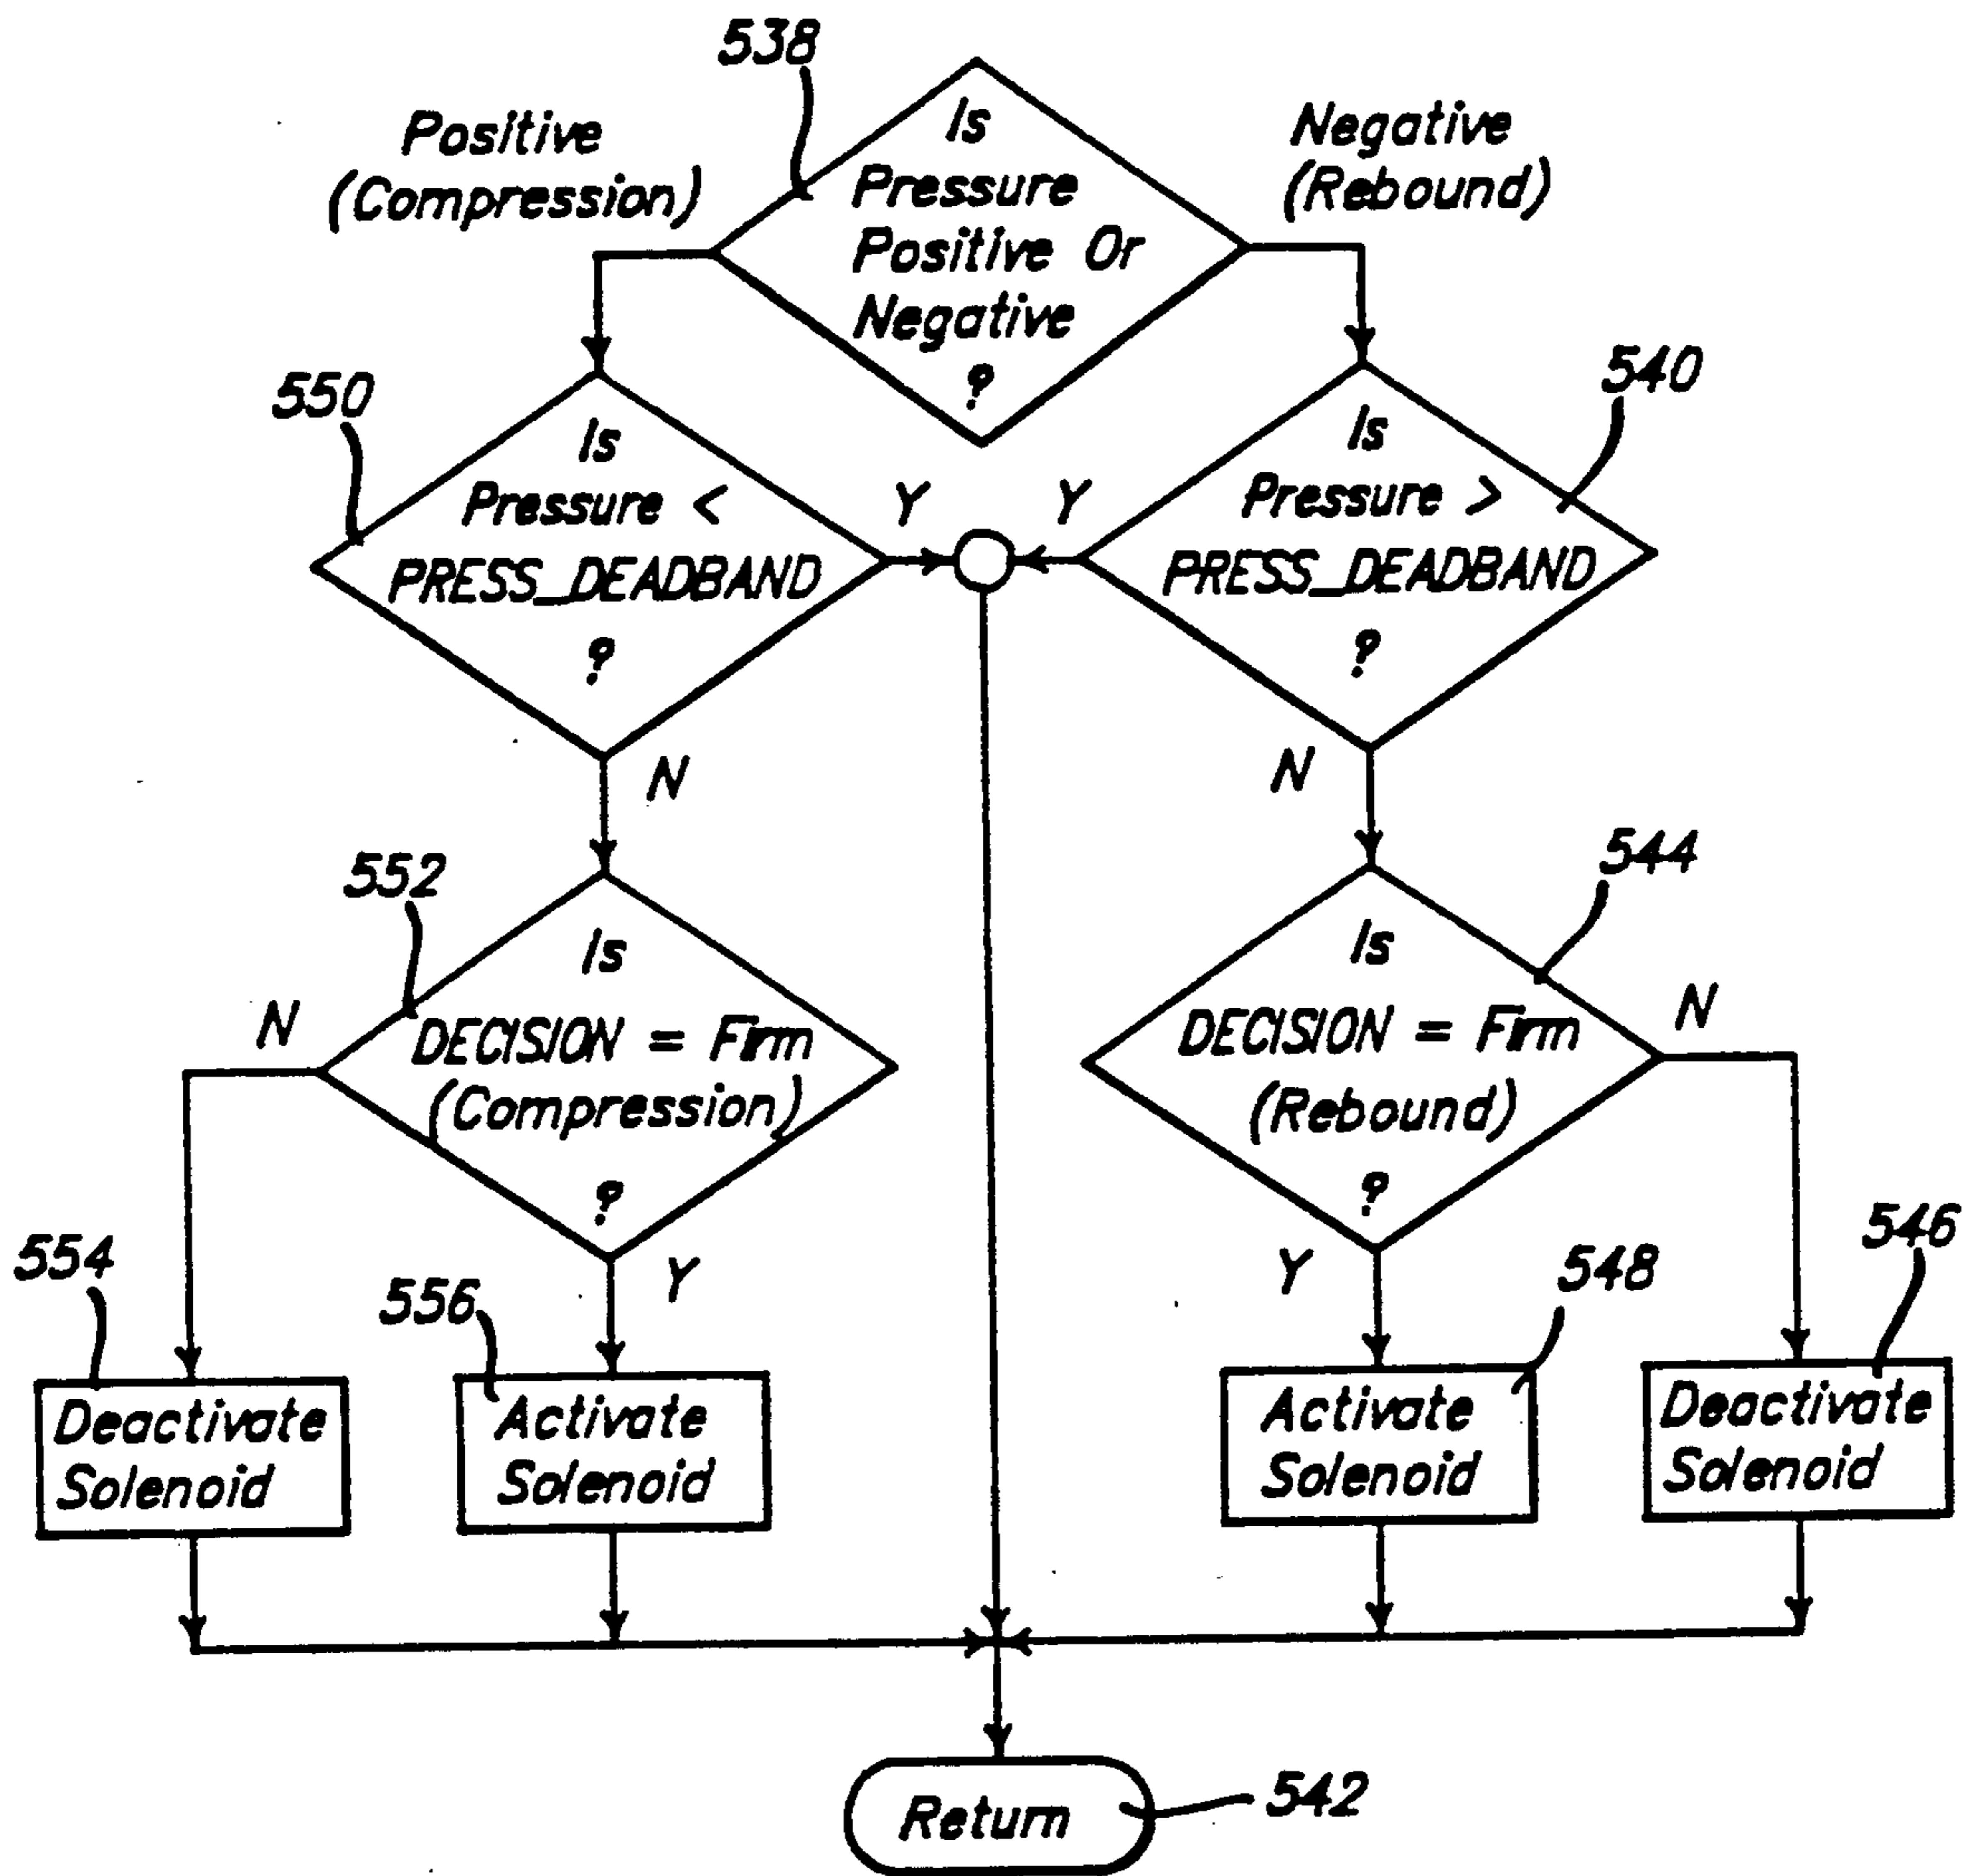 538
Positive
(Compression)
Is
Pressure
Positive Or
Negative
?
Negative
(Rebound)
550
Is
Pressure <
PRESS_DEADBAND
?
Y
N
540
Is
Pressure >
PRESS_DEADBAND
?
Y
N
552
Is
DECISION = Firm
(Compression)
?
N
Y
544
Is
DECISION = Firm
(Rebound)
?
N
Y
554
Deactivate
Solenoid
556
Activate
Solenoid
548
Activate
Solenoid
546
Deactivate
Solenoid
Return
542